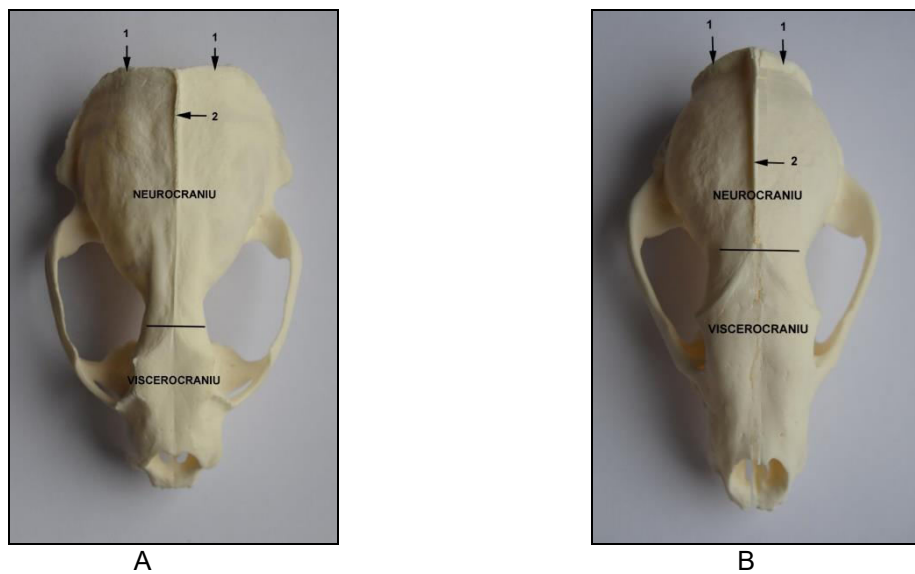 1 1
2
NEUROCRANIU
VISCEROCRANIU
A
1 1
2
NEUROCRANIU
VISCEROCRANIU
B